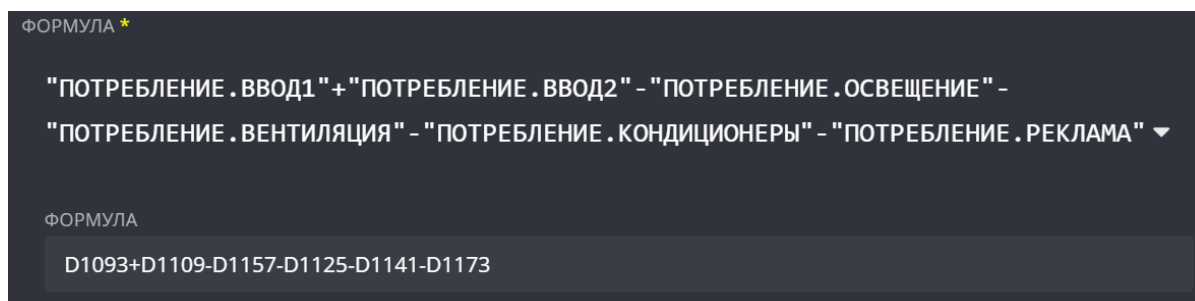 ФОРМУЛА *
"ПОТРЕБЛЕНИЕ.ВВОД1"+"ПОТРЕБЛЕНИЕ.ВВОД2"-"ПОТРЕБЛЕНИЕ.ОСВЕЩЕНИЕ"-
"ПОТРЕБЛЕНИЕ.ВЕНТИЛЯЦИЯ"-"ПОТРЕБЛЕНИЕ.КОНДИЦИОНЕРЫ"-"ПОТРЕБЛЕНИЕ.РЕКЛАМА"
ФОРМУЛА
D1093+D1109-D1157-D1125-D1141-D1173